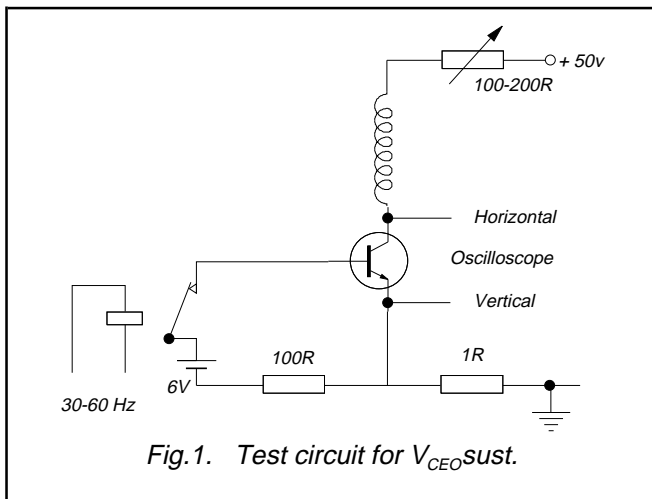 + 50v
100-200R
Horizontal
Oscilloscope
Vertical
100R
1R
6V
30-60 Hz
Fig.1. Test circuit for VCEOsust.